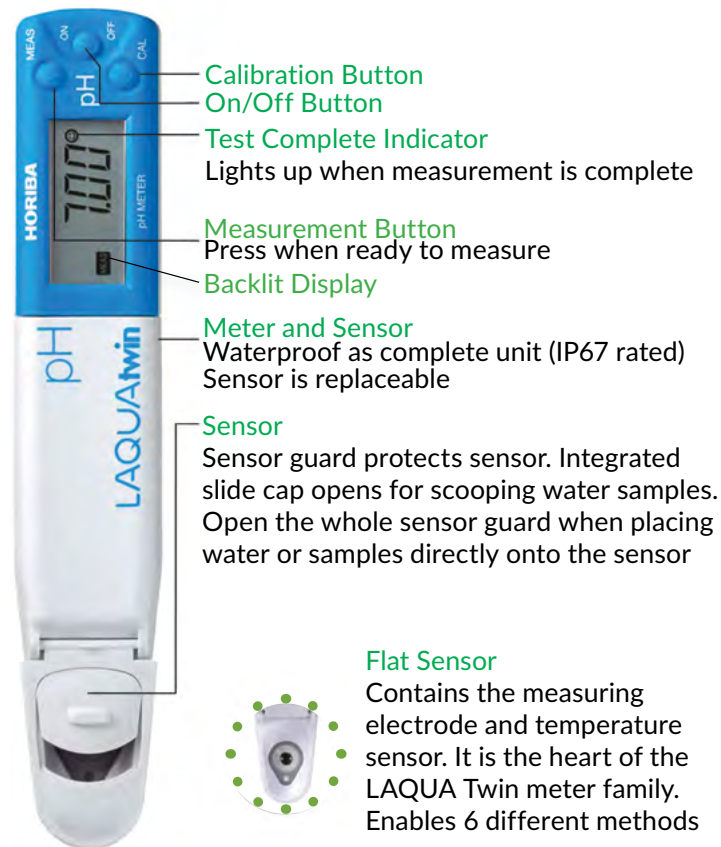 MEAS
ON
OFF
CAL
pH
HORIBA
7.00
pH METER
MEAS
pH
LAQUAtwin
Calibration Button
On/Off Button
Test Complete Indicator
Lights up when measurement is complete
Measurement Button
Press when ready to measure
Backlit Display
Meter and Sensor
Waterproof as complete unit (IP67 rated)
Sensor is replaceable
Sensor
Sensor guard protects sensor. Integrated
slide cap opens for scooping water samples.
Open the whole sensor guard when placing
water or samples directly onto the sensor
Flat Sensor
Contains the measuring
electrode and temperature
sensor. It is the heart of the
LAQUA Twin meter family.
Enables 6 different methods